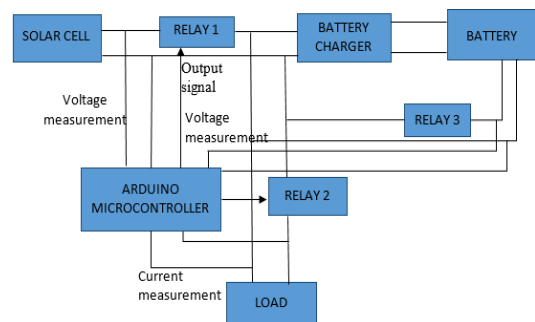 SOLAR CELL
RELAY 1
BATTERY
CHARGER
BATTERY
Output
signal
Voltage
measurement
Voltage
measurement
RELAY 3
ARDUINO
MICROCONTROLLER
RELAY 2
Current
measurement
LOAD